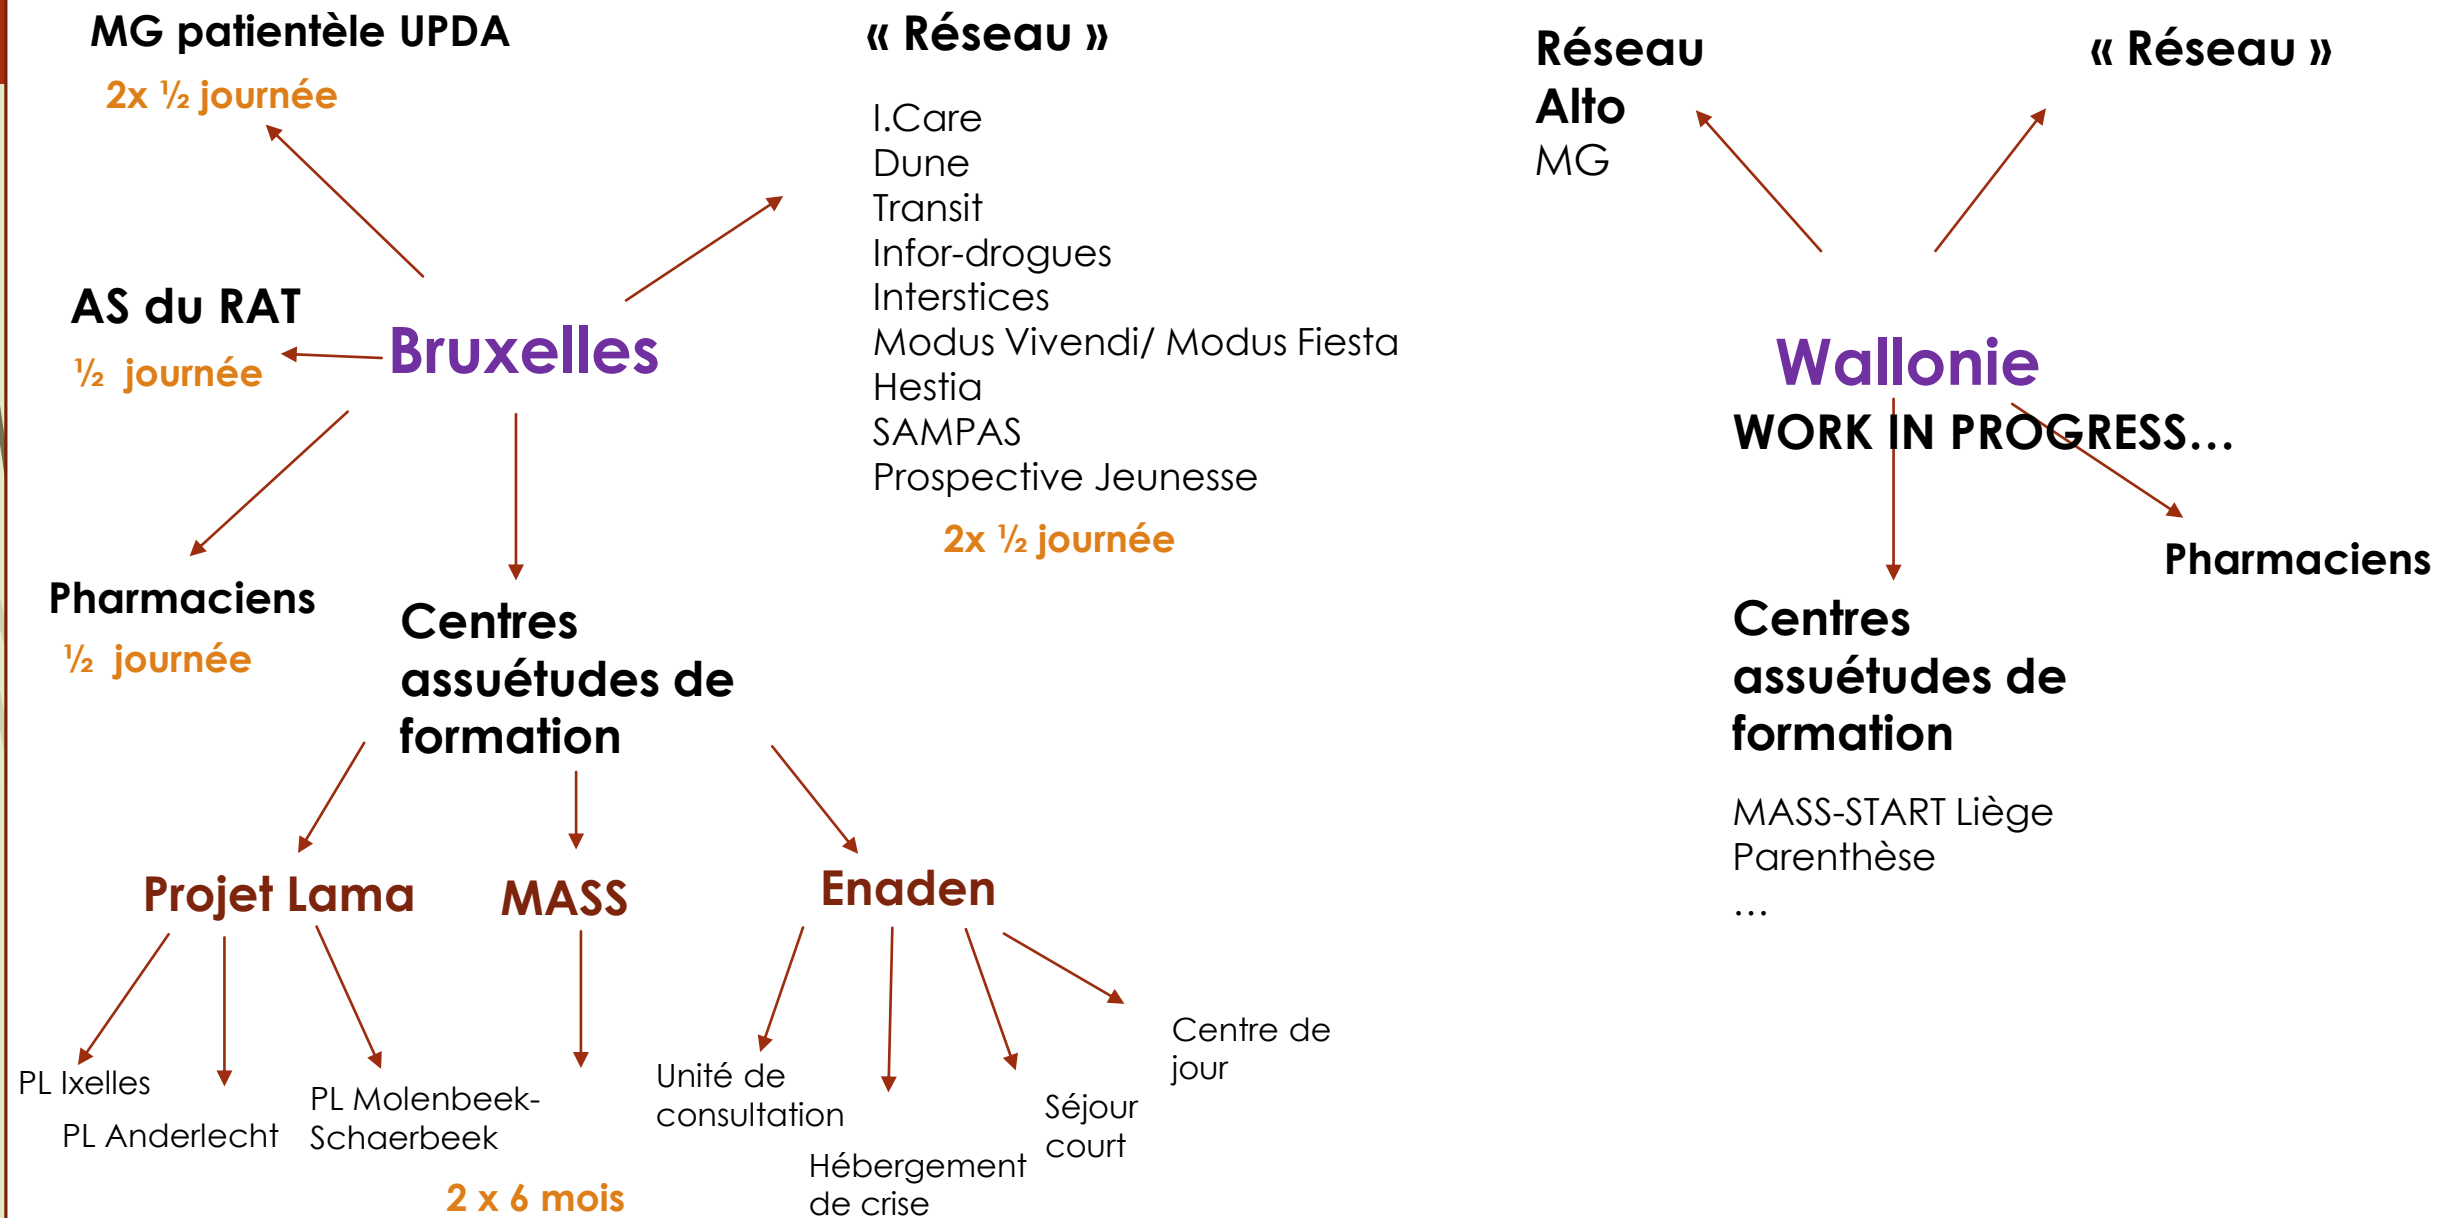 MG patientèle UPDA
2x ½ journée
« Réseau »
I.Care
Dune
Transit
Infor-drogues
Interstices
Modus Vivendi/ Modus Fiesta
Hestia
SAMPAS
Prospective Jeunesse
2x ½ journée
AS du RAT
½ journée
Bruxelles
Pharmaciens
½ journée
Centres
assuétudes de
formation
Projet Lama
MASS
Enaden
PL Ixelles
PL Anderlecht
PL Molenbeek-
Schaerbeek
2 x 6 mois
Unité de
consultation
Hébergement
de crise
Séjour
court
Centre de
jour
Réseau
Alto
MG
« Réseau »
Wallonie
WORK IN PROGRESS…
Pharmaciens
Centres
assuétudes de
formation
MASS-START Liège
Parenthèse
…